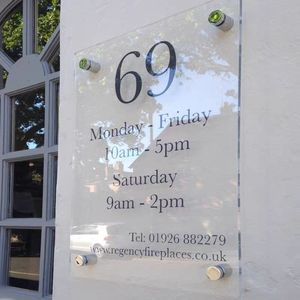 69
Monday - Friday
10am - 5pm
Saturday
9am - 2pm
Tel: 01926 882279
www.regencyfireplaces.co.uk